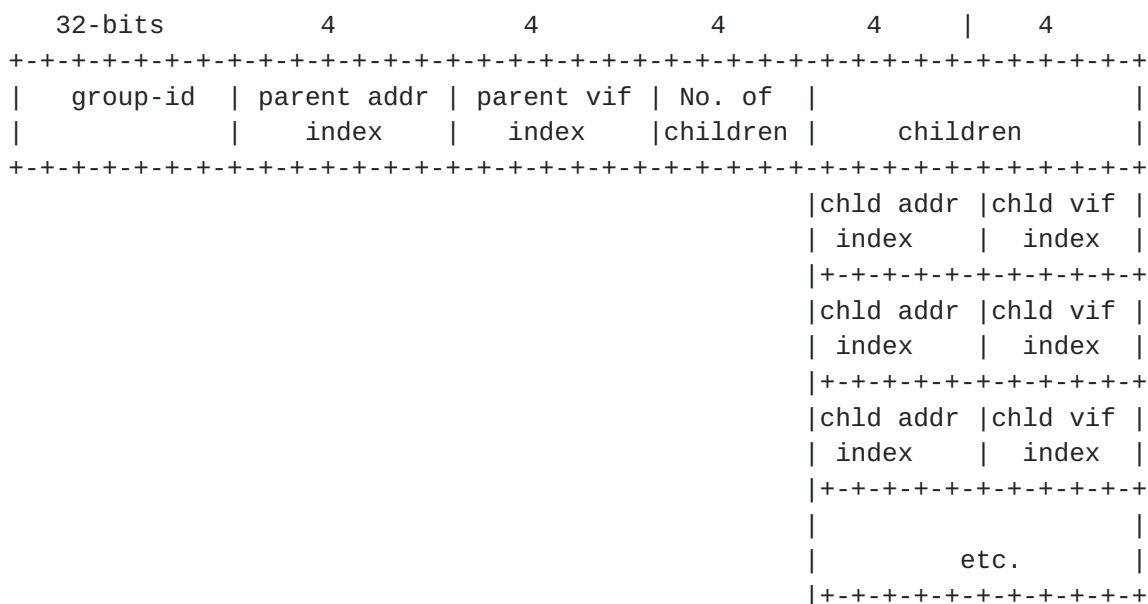 32-bits          4            4           4         4     |    4
+-+-+-+-+-+-+-+-+-+-+-+-+-+-+-+-+-+-+-+-+-+-+-+-+-+-+-+-+-+-+-+-+-+-+-+-+-+
|   group-id  | parent addr | parent vif | No. of  |                    |
|             |    index    |   index    |children |     children       |
+-+-+-+-+-+-+-+-+-+-+-+-+-+-+-+-+-+-+-+-+-+-+-+-+-+-+-+-+-+-+-+-+-+-+-+-+-+
                                                   |chld addr |chld vif |
                                                   | index    |  index  |
                                                   |+-+-+-+-+-+-+-+-+-+-+
                                                   |chld addr |chld vif |
                                                   | index    |  index  |
                                                   |+-+-+-+-+-+-+-+-+-+-+
                                                   |chld addr |chld vif |
                                                   | index    |  index  |
                                                   |+-+-+-+-+-+-+-+-+-+-+
                                                   |                    |
                                                   |         etc.       |
                                                   |+-+-+-+-+-+-+-+-+-+-+